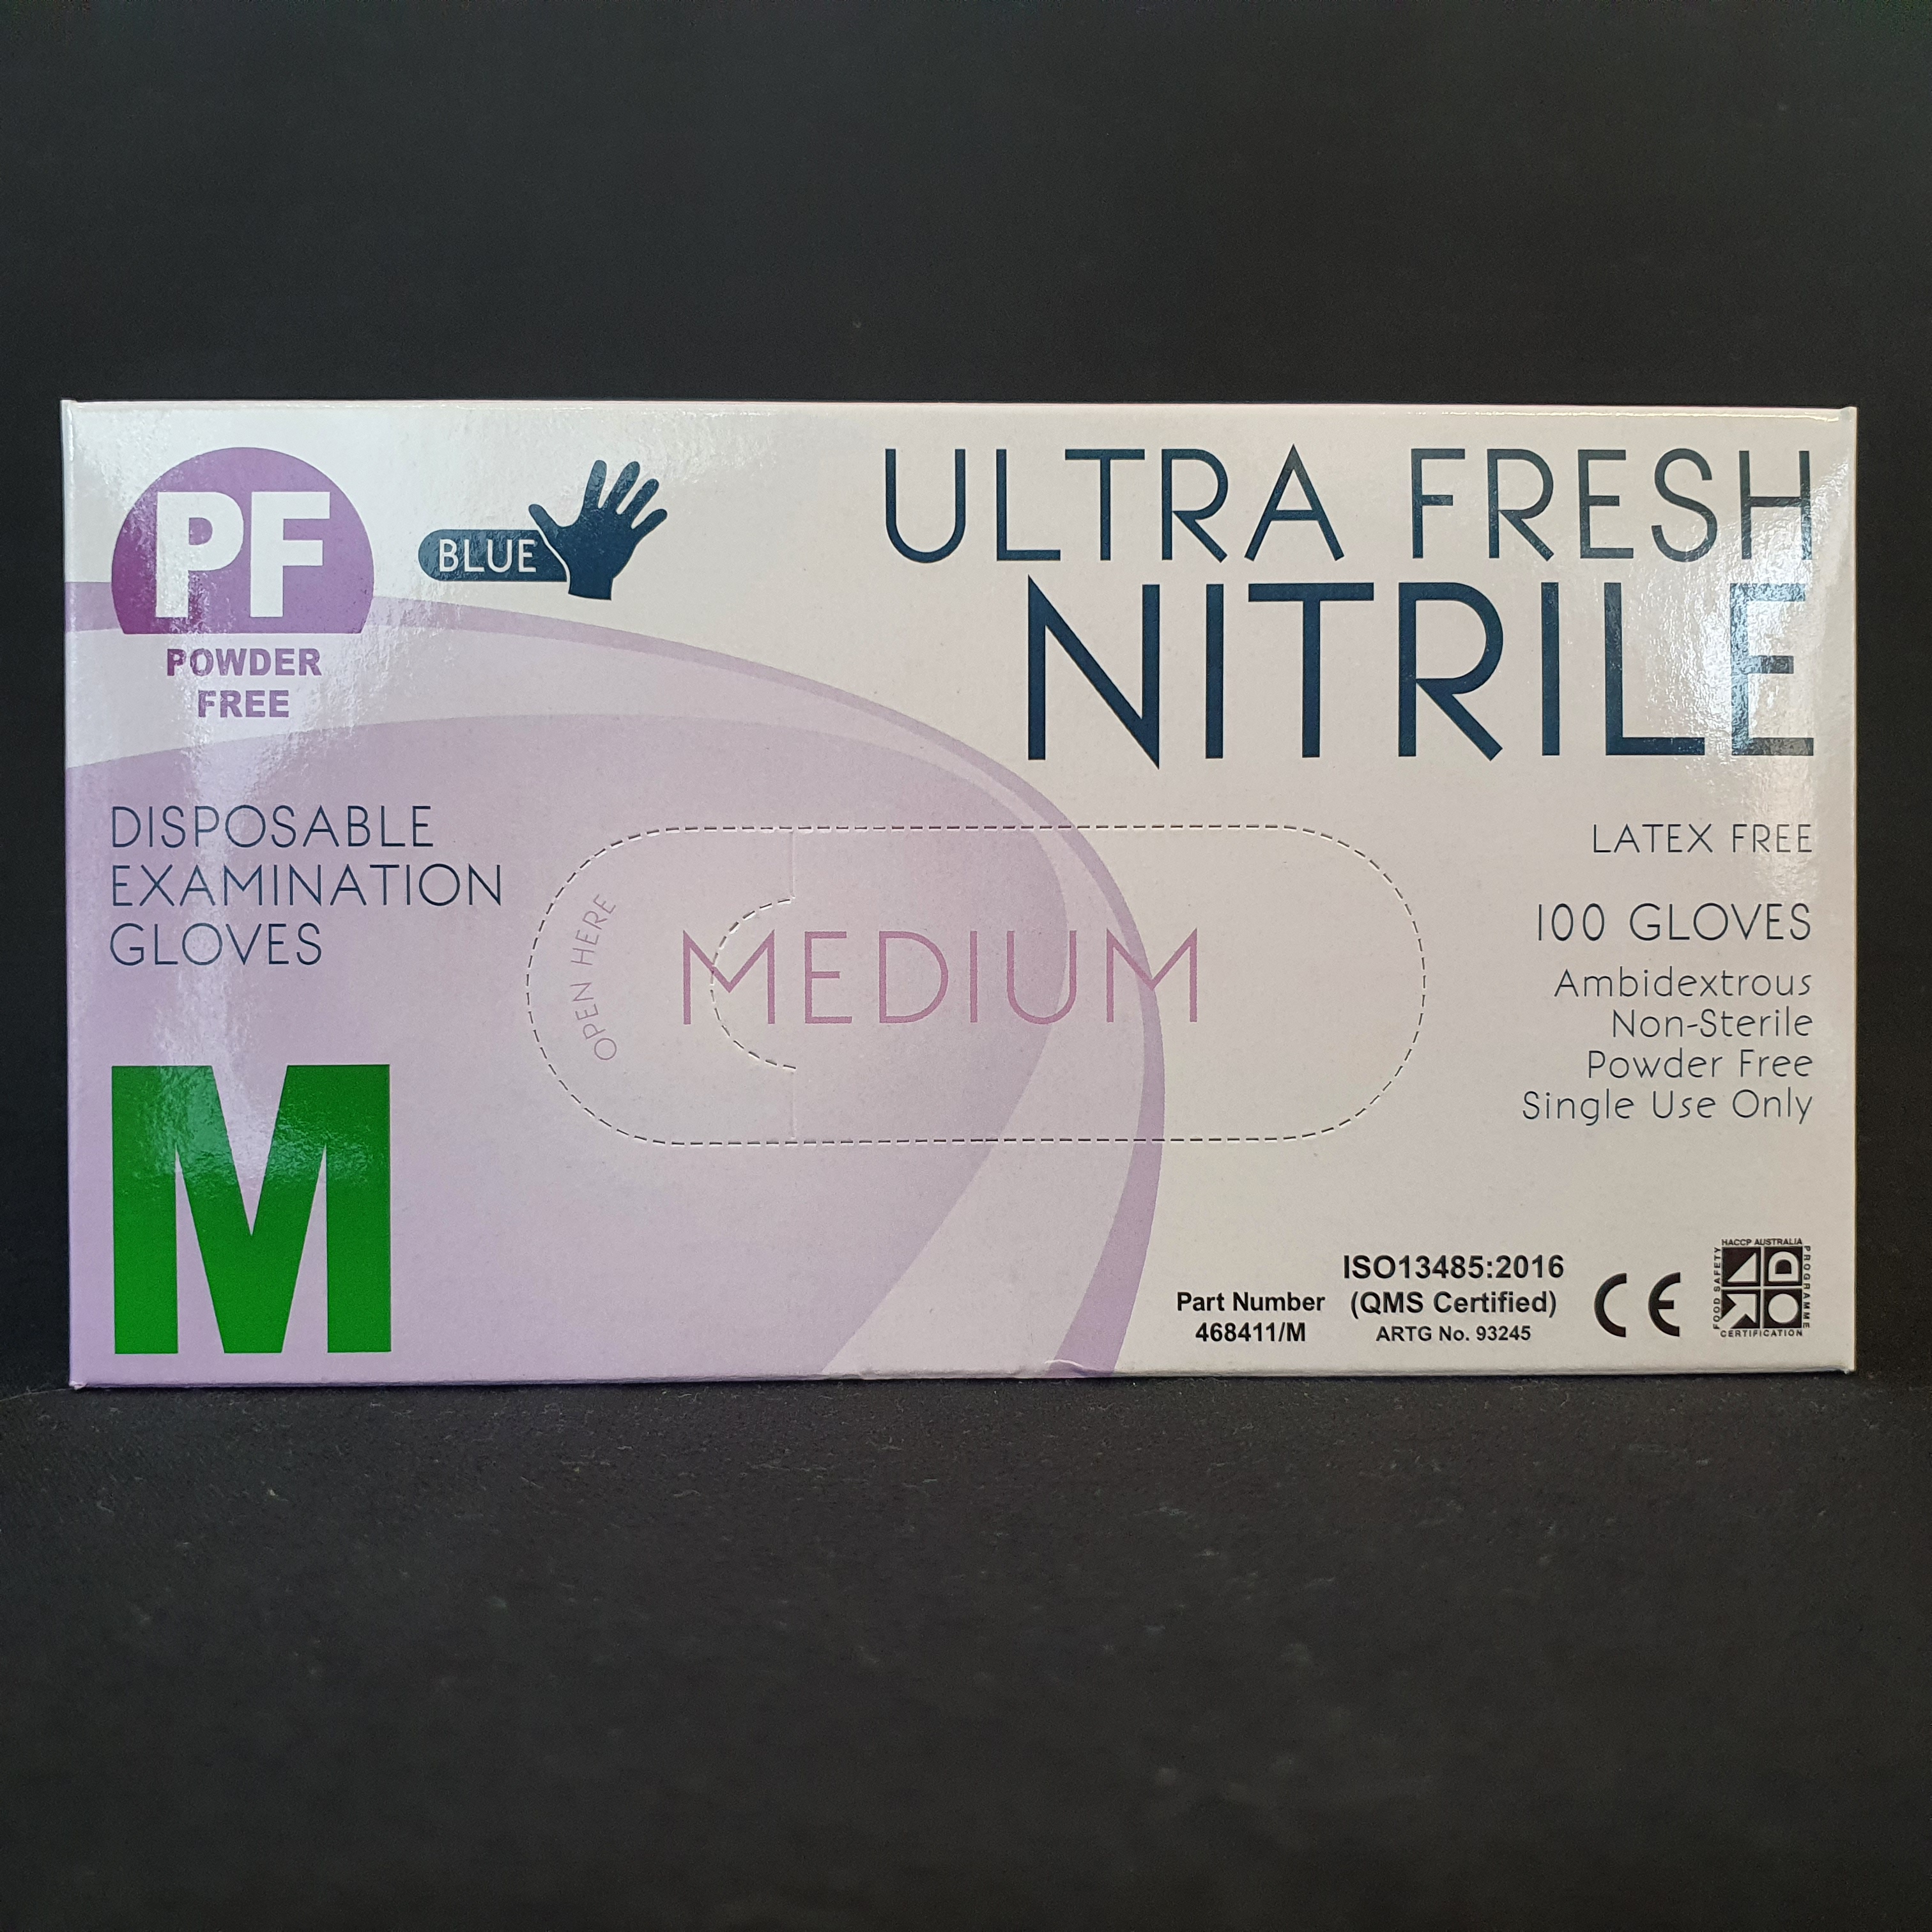 PF
POWDER
FREE
BLUE
ULTRA FRESH
NITRILE
DISPOSABLE
EXAMINATION
GLOVES
OPEN HERE
MEDIUM
LATEX FREE
100 GLOVES
Ambidextrous
Non-Sterile
Powder Free
Single Use Only
M
Part Number
468411/M
ISO13485:2016
(QMS Certified)
ARTG No. 93245
CE
HACCP AUSTRALIA
FOOD SAFETY
PROGRAMME
CERTIFICATION